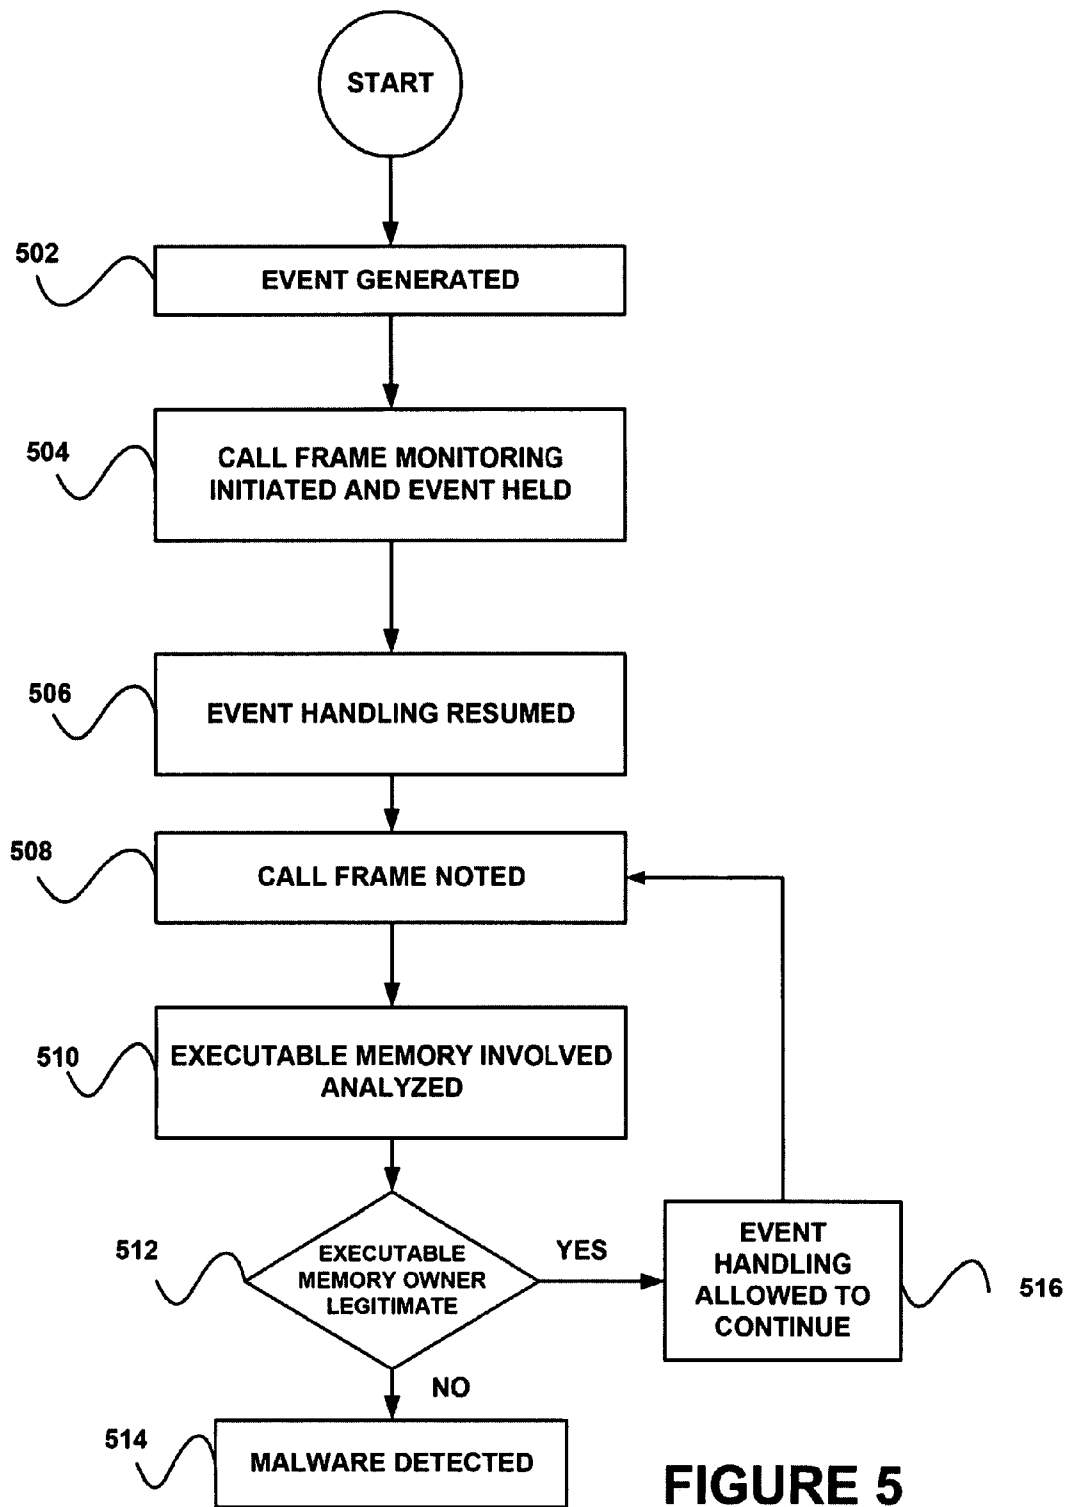 START
502
EVENT GENERATED
504
CALL FRAME MONITORING
INITIATED AND EVENT HELD
506
EVENT HANDLING RESUMED
508
CALL FRAME NOTED
510
EXECUTABLE MEMORY INVOLVED
ANALYZED
512
EXECUTABLE
MEMORY OWNER
LEGITIMATE
YES
EVENT
HANDLING
ALLOWED TO
CONTINUE
516
NO
514
MALWARE DETECTED
FIGURE 5